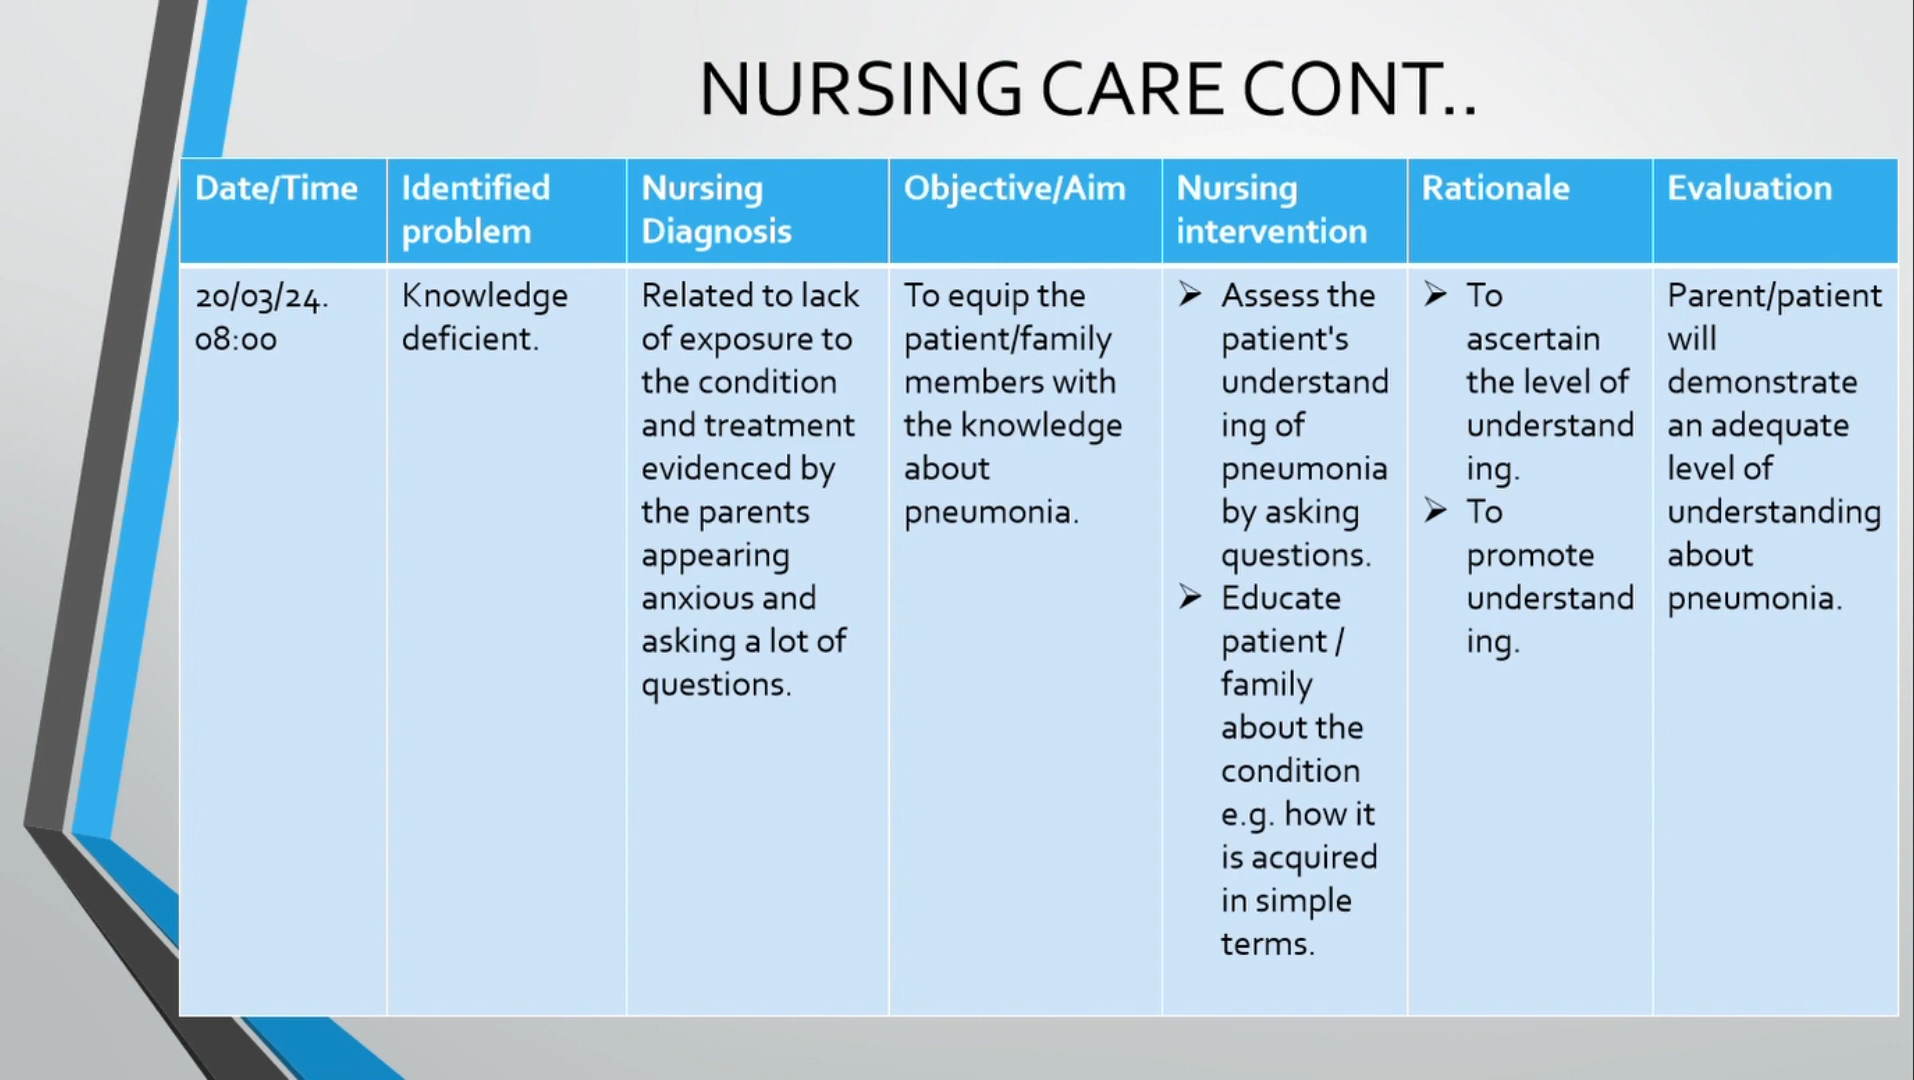 NURSING CARE CONT..
Date/Time
Identified
problem
Nursing
Diagnosis
Objective/Aim
Nursing
intervention
Rationale
Evaluation
20/03/24.
08:00
Knowledge
deficient.
Related to lack
of exposure to
the condition
and treatment
evidenced by
the parents
appearing
anxious and
asking a lot of
questions.
To equip the
patient/family
members with
the knowledge
about
pneumonia.
➢ Assess the
patient's
understand
ing of
pneumonia
by asking
questions.
➢ Educate
patient /
family
about the
condition
e.g. how it
is acquired
in simple
terms.
➢ To
ascertain
the level of
understand
ing.
➢ To
promote
understand
ing.
Parent/patient
will
demonstrate
an adequate
level of
understanding
about
pneumonia.